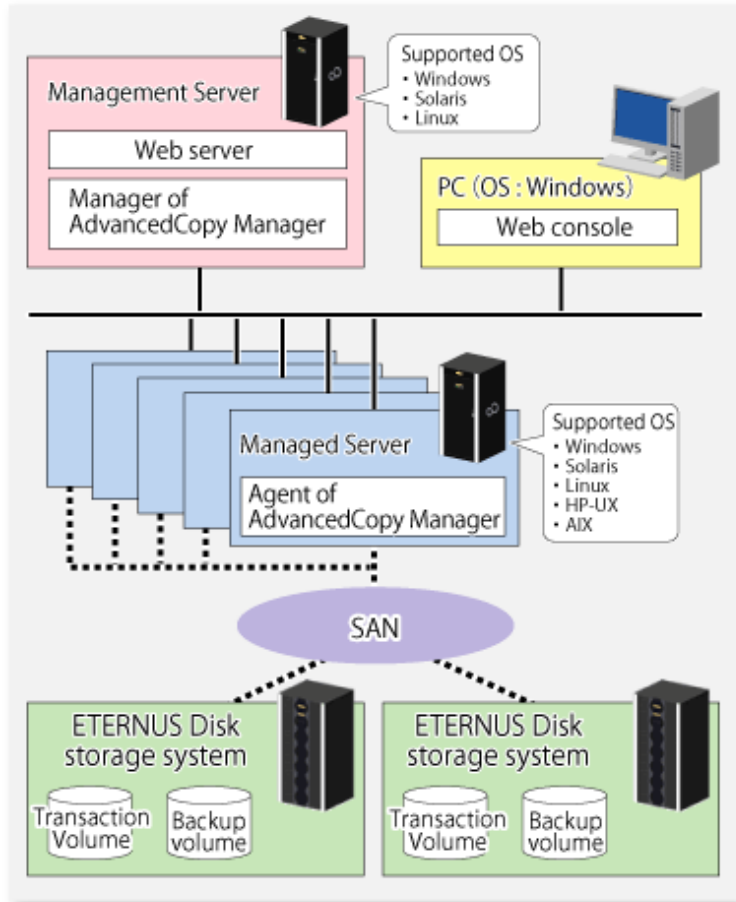 Management Server
Supported OS
・Windows
・Solaris
・Linux
Web server
Manager of
AdvancedCopy Manager
PC (OS : Windows)
Web console
Managed Server
Agent of
AdvancedCopy Manager
Supported OS
・Windows
・Solaris
・Linux
・HP-UX
・AIX
SAN
ETERNUS Disk
storage system
Transaction
Volume
Backup
volume
ETERNUS Disk
storage system
Transaction
Volume
Backup
volume